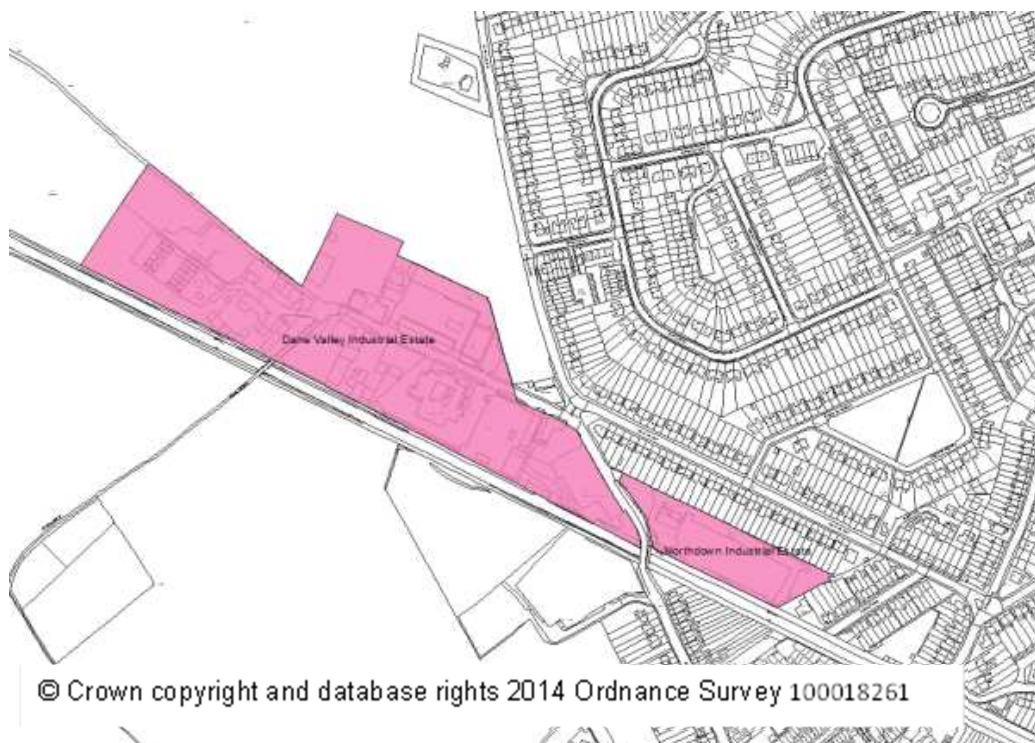 Dane Valley Industrial Estate
Northdown Industrial Estate
© Crown copyright and database rights 2014 Ordnance Survey 100018261